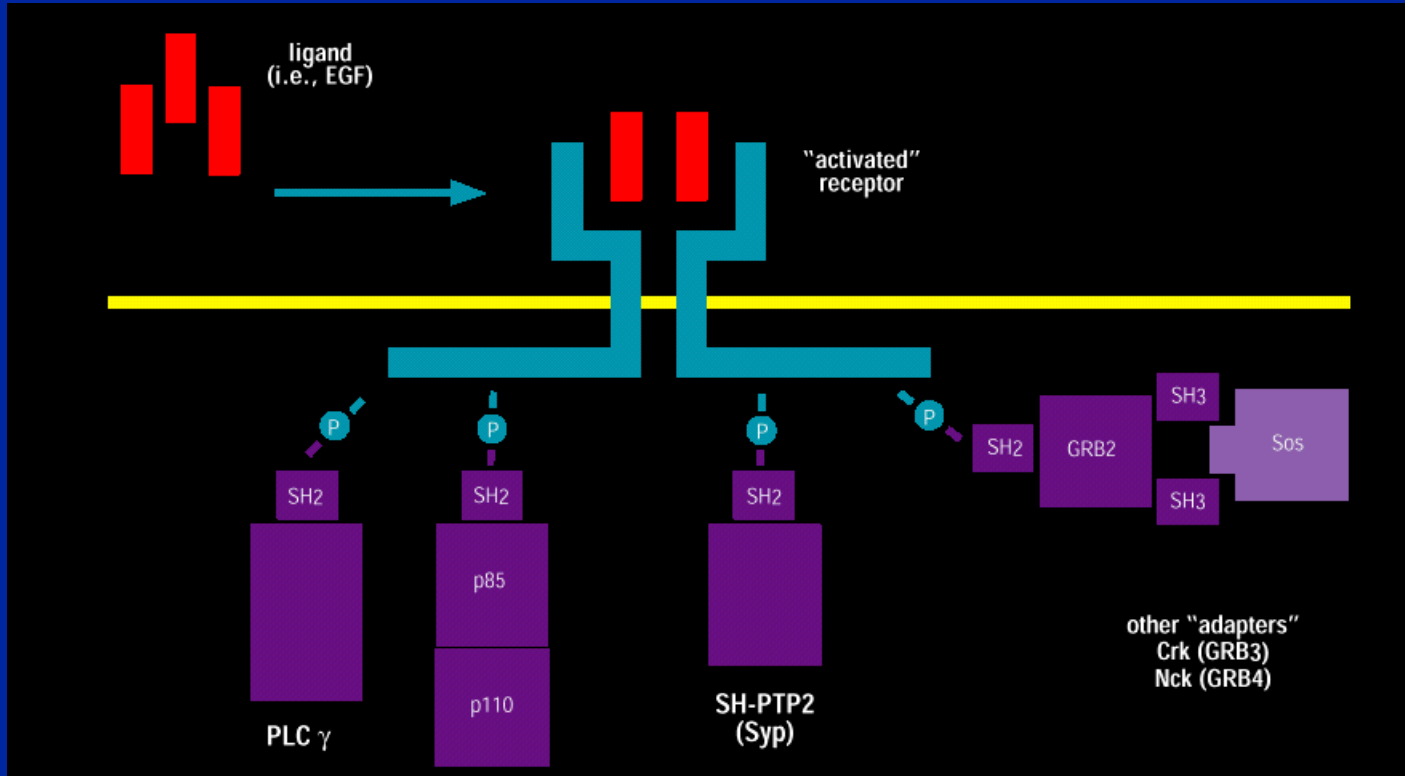 ligand
(i.e., EGF)
"activated"
receptor
P
P
P
P
SH2
SH2
SH2
SH2
GRB2
SH3
SH3
Sos
p85
p110
PLC γ
SH-PTP2
(Syp)
other "adapters"
Crk (GRB3)
Nck (GRB4)